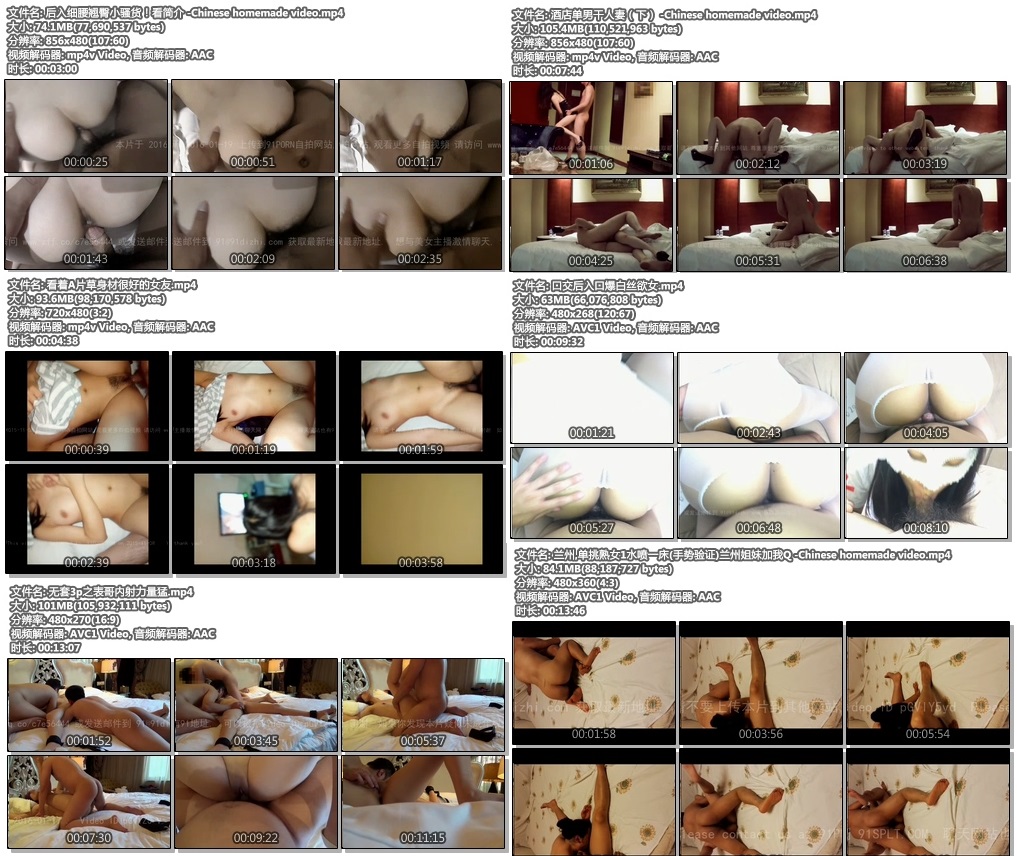 文件名: 后入细腰翘臀小骚货！看简介 -Chinese homemade video.mp4
大小: 74.1MB(77,690,537 bytes)
分辨率: 856x480(107:60)
视频解码器: mp4v Video, 音频解码器: AAC
时长: 00:03:00
00:00:25
00:00:51
00:01:17
00:01:43
00:02:09
00:02:35
文件名: 酒店单男干人妻（下）-Chinese homemade video.mp4
大小: 105.4MB(110,521,963 bytes)
分辨率: 856x480(107:60)
视频解码器: mp4v Video, 音频解码器: AAC
时长: 00:07:44
00:01:06
00:02:12
00:03:19
00:04:25
00:05:31
00:06:38
文件名: 看着A片草身材很好的女友.mp4
大小: 93.6MB(98,170,578 bytes)
分辨率: 720x480(3:2)
视频解码器: mp4v Video, 音频解码器: AAC
时长: 00:04:38
00:00:39
00:01:19
00:01:59
00:02:39
00:03:18
00:03:58
文件名: 口交后入口爆白丝欲女.mp4
大小: 63MB(66,076,808 bytes)
分辨率: 480x268(120:67)
视频解码器: AVC1 Video, 音频解码器: AAC
时长: 00:09:32
00:01:21
00:02:43
00:04:05
00:05:27
00:06:48
00:08:10
文件名: 无套3p之表哥内射力量猛.mp4
大小: 101MB(105,932,111 bytes)
分辨率: 480x270(16:9)
视频解码器: AVC1 Video, 音频解码器: AAC
时长: 00:13:07
00:01:52
00:03:45
00:05:37
00:07:30
00:09:22
00:11:15
文件名: 兰州,单挑熟女1水喷一床(手势验证)兰州姐妹加我Q_-Chinese homemade video.mp4
大小: 84.1MB(88,187,727 bytes)
分辨率: 480x360(4:3)
视频解码器: AVC1 Video, 音频解码器: AAC
时长: 00:13:46
00:01:58
00:03:56
00:05:54